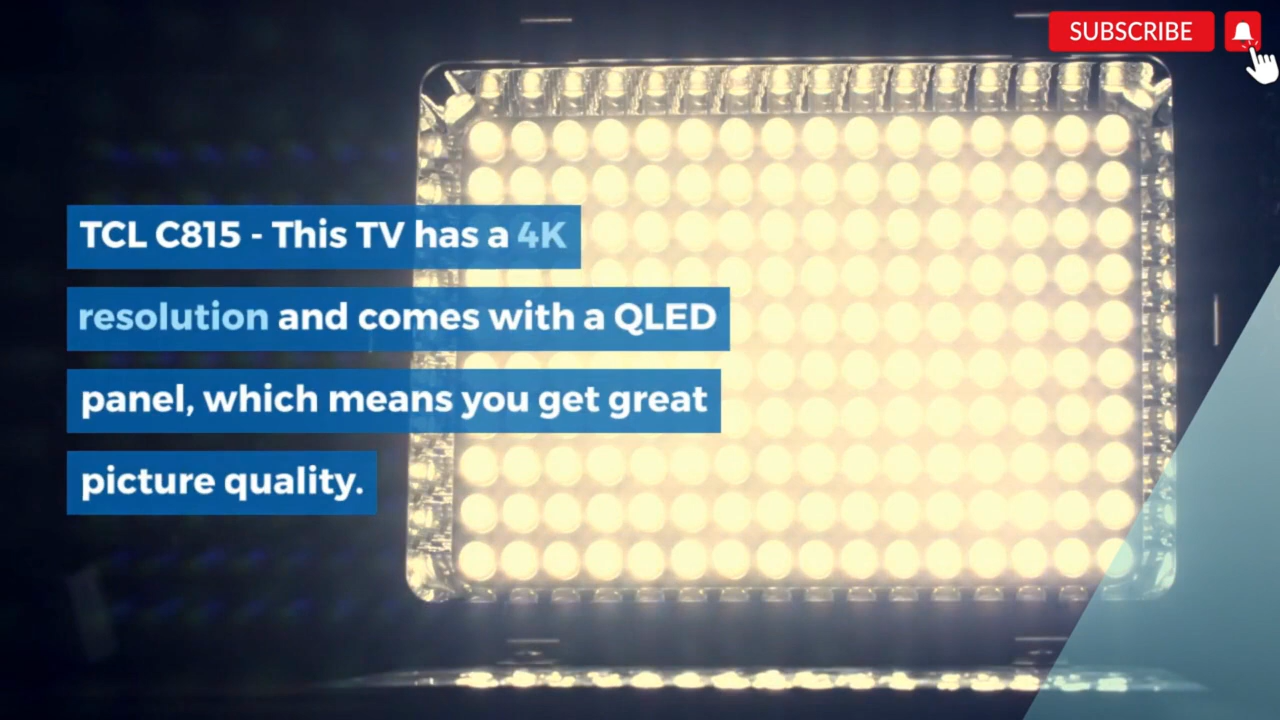 SUBSCRIBE
TCL C815 - This TV has a 4K
resolution and comes with a QLED
panel, which means you get great
picture quality.